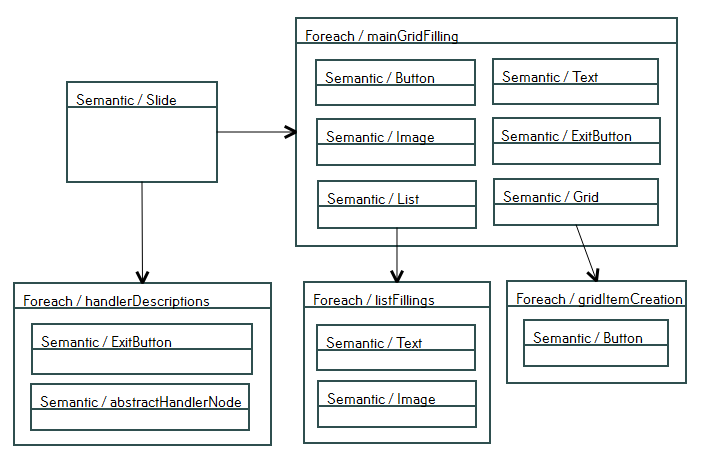 Foreach / mainGridFilling
Semantic / Button
Semantic / Text
Semantic / Slide
Semantic / Image
Semantic / ExitButton
Semantic / List
Semantic / Grid
Foreach / handlerDescriptions
Semantic / ExitButton
Semantic / abstractHandlerNode
Foreach / listFillings
Semantic / Text
Semantic / Image
Foreach / gridItemCreation
Semantic / Button